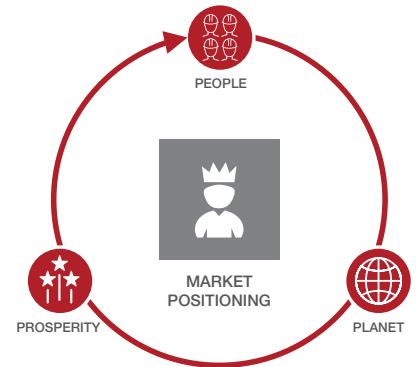 PEOPLE
MARKET
POSITIONING
PROSPERITY
PLANET